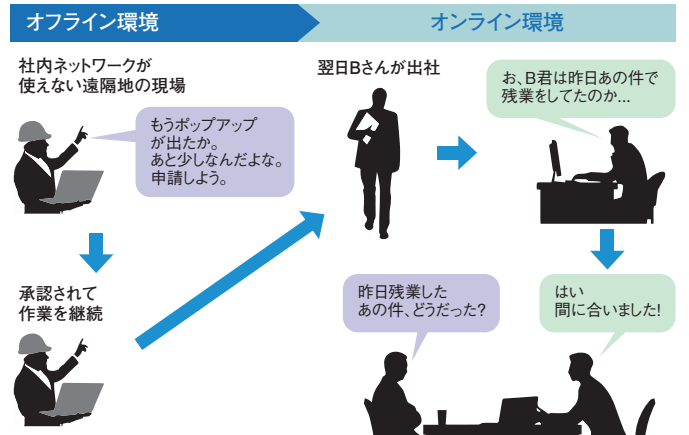 オフライン環境
オンライン環境
社内ネットワークが
使えない遠隔地の現場
もうポップアップ
が出たか。
あと少しなんだよな。
申請しよう。
承認されて
作業を継続
翌日Bさんが出社
お、B君は昨日あの件で
残業をしてたのか...
昨日残業した
あの件、どうだった?
はい
間に合いました!